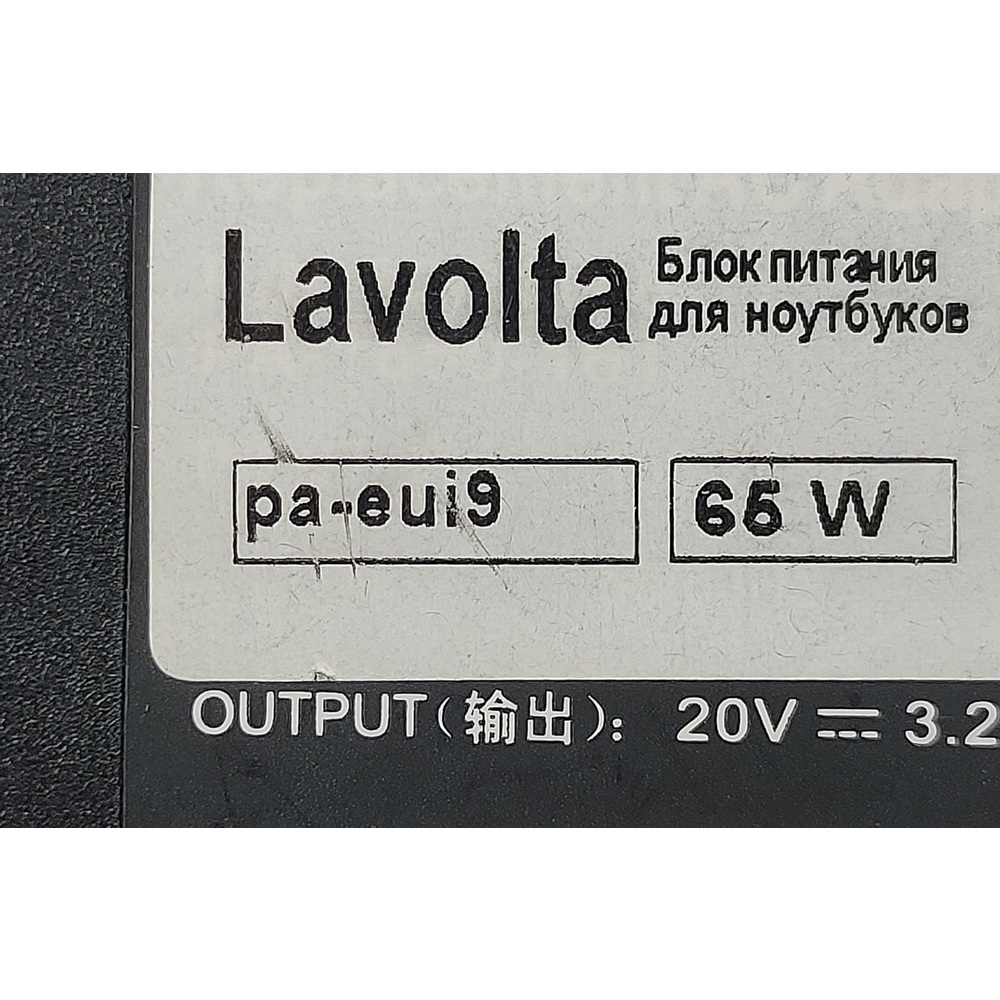 Lavolta
Блок питания
для ноутбуков
pa-eui9
65 W
OUTPUT(输出): 20V ⎓ 3.2